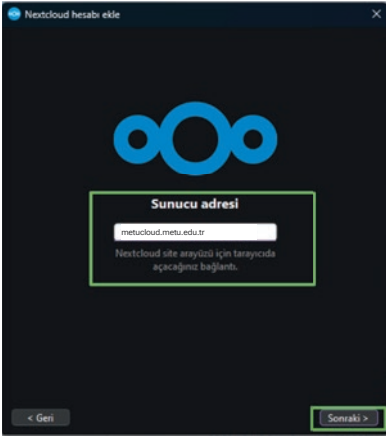 Nextcloud hesabı ekle
Sunucu adresi
metucloud.metu.edu.tr
Nextcloud site arayüzü için tarayıcıda
açacağınız bağlantı.
< Geri
Sonraki >